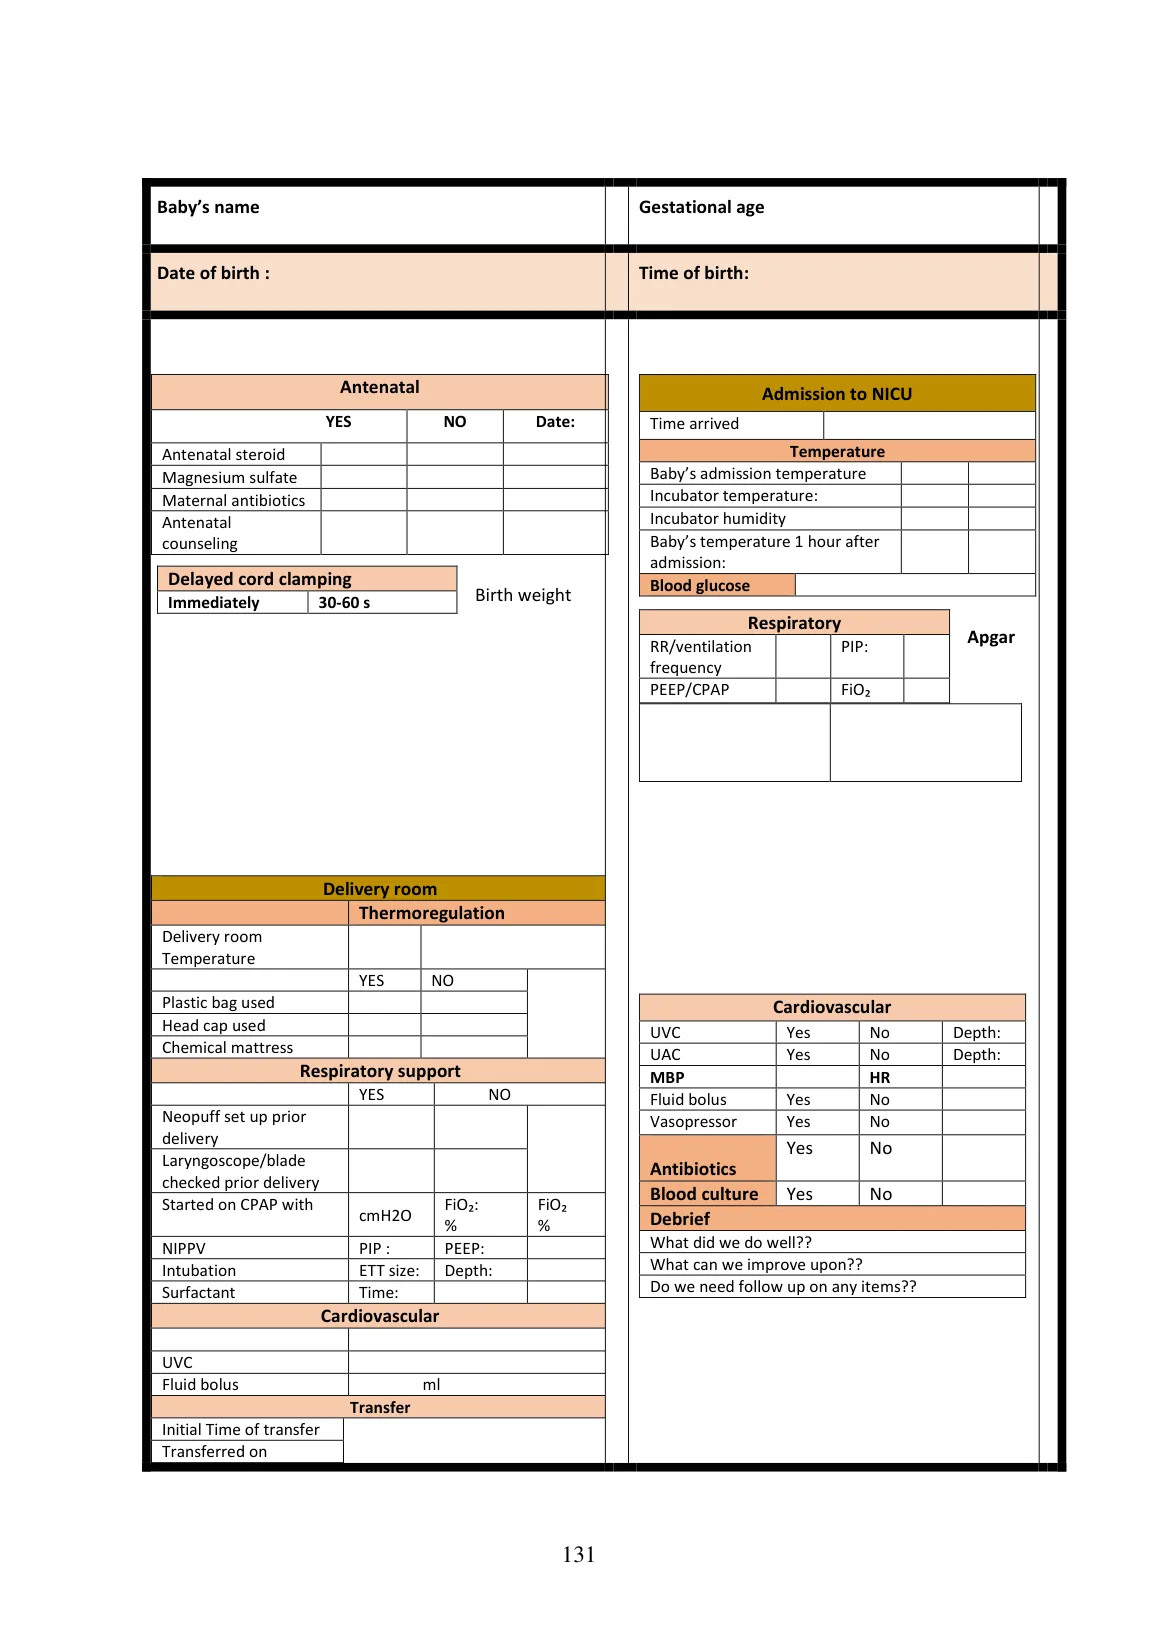 Baby’s name
Gestational age
Date of birth :
Time of birth:
Antenatal
YES NO Date:
Antenatal steroid
Magnesium sulfate
Maternal antibiotics
Antenatal
counseling
Delayed cord clamping
Immediately 30-60 s
Birth weight
Delivery room
Thermoregulation
Delivery room
Temperature
YES NO
Plastic bag used
Head cap used
Chemical mattress
Respiratory support
YES NO
Neopuff set up prior
delivery
Laryngoscope/blade
checked prior delivery
Started on CPAP with cmH2O FiO₂: % FiO₂ %
NIPPV PIP : PEEP:
Intubation ETT size: Depth:
Surfactant Time:
Cardiovascular
UVC
Fluid bolus ml
Transfer
Initial Time of transfer
Transferred on
Admission to NICU
Time arrived
Temperature
Baby’s admission temperature
Incubator temperature:
Incubator humidity
Baby’s temperature 1 hour after
admission:
Blood glucose
Respiratory
RR/ventilation
frequency
PIP:
PEEP/CPAP FiO₂
Apgar
Cardiovascular
UVC Yes No Depth:
UAC Yes No Depth:
MBP HR
Fluid bolus Yes No
Vasopressor Yes No
Antibiotics Yes No
Blood culture Yes No
Debrief
What did we do well??
What can we improve upon??
Do we need follow up on any items??
131